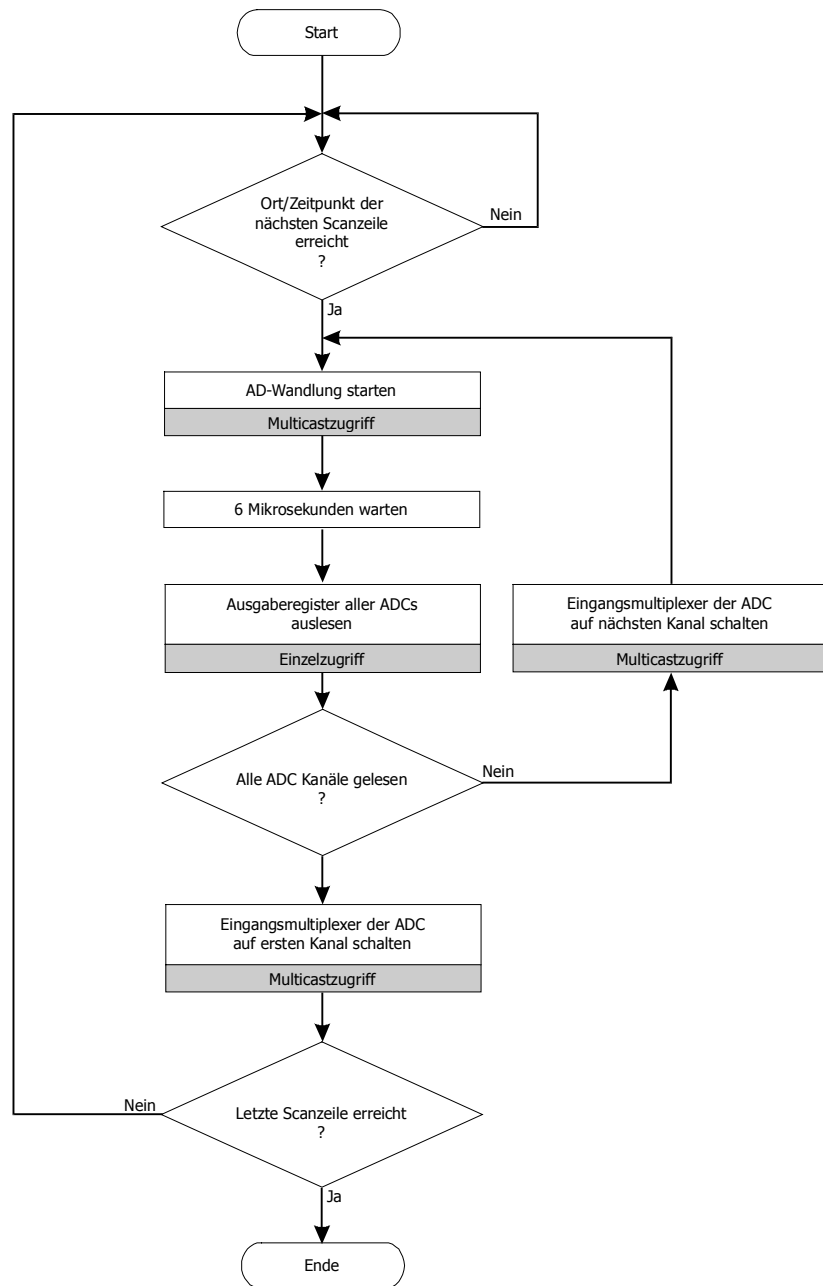 Start
Ort/Zeitpunkt der
nächsten Scanzeile
erreicht
?
Nein
Ja
AD-Wandlung starten
Multicastzugriff
6 Mikrosekunden warten
Ausgaberegister aller ADCs
auslesen
Einzelzugriff
Eingangsmultiplexer der ADC
auf nächsten Kanal schalten
Multicastzugriff
Alle ADC Kanäle gelesen
?
Nein
Eingangsmultiplexer der ADC
auf ersten Kanal schalten
Multicastzugriff
Letzte Scanzeile erreicht
?
Nein
Ja
Ende